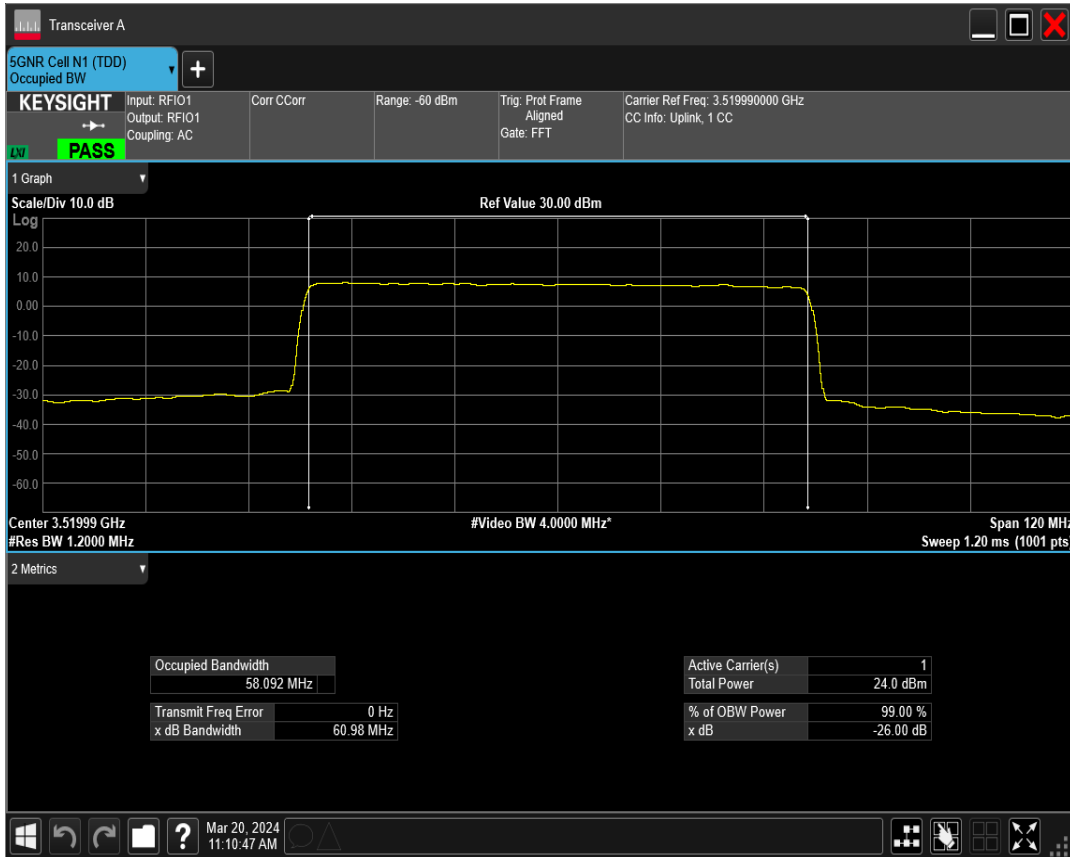 Transceiver A
5GNR Cell N1 (TDD)
Occupied BW
+
KEYSIGHT
LXI
PASS
Input: RFIO1
Output: RFIO1
Coupling: AC
Corr CCorr
Range: -60 dBm
Trig: Prot Frame
Aligned
Gate: FFT
Carrier Ref Freq: 3.519990000 GHz
CC Info: Uplink, 1 CC
1 Graph
Scale/Div 10.0 dB
Ref Value 30.00 dBm
Log
20.0
10.0
0.00
-10.0
-20.0
-30.0
-40.0
-50.0
-60.0
Center 3.51999 GHz
#Video BW 4.0000 MHz*
Span 120 MHz
#Res BW 1.2000 MHz
Sweep 1.20 ms (1001 pts)
2 Metrics
Occupied Bandwidth
58.092 MHz
Transmit Freq Error 0 Hz
x dB Bandwidth 60.98 MHz
Active Carrier(s) 1
Total Power 24.0 dBm
% of OBW Power 99.00 %
x dB -26.00 dB
?
Mar 20, 2024
11:10:47 AM